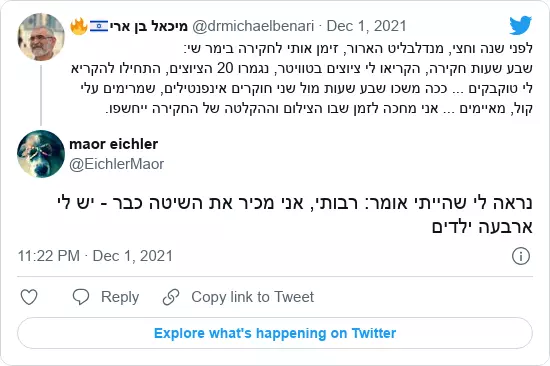 🔥🇮🇱מיכאל בן ארי @drmichaelbenari · Dec 1, 2021
לפני שנה וחצי, מנדלבליט הארור, זימן אותי לחקירה בימר שי:
שבע שעות חקירה, הקריאו לי ציוצים בטוויטר, נגמרו 20 הציוצים, התחילו להקריא
לי טוקבקים ... ככה משכו שבע שעות מול שני חוקרים אינפנטילים, שמרימים עלי
קול, מאיימים ... אני מחכה לזמן שבו הצילום וההקלטה של החקירה ייחשפו.
maor eichler
@EichlerMaor
נראה לי שהייתי אומר: רבותי, אני מכיר את השיטה כבר - יש לי
ארבעה ילדים
11:22 PM · Dec 1, 2021
Reply
Copy link to Tweet
Explore what's happening on Twitter